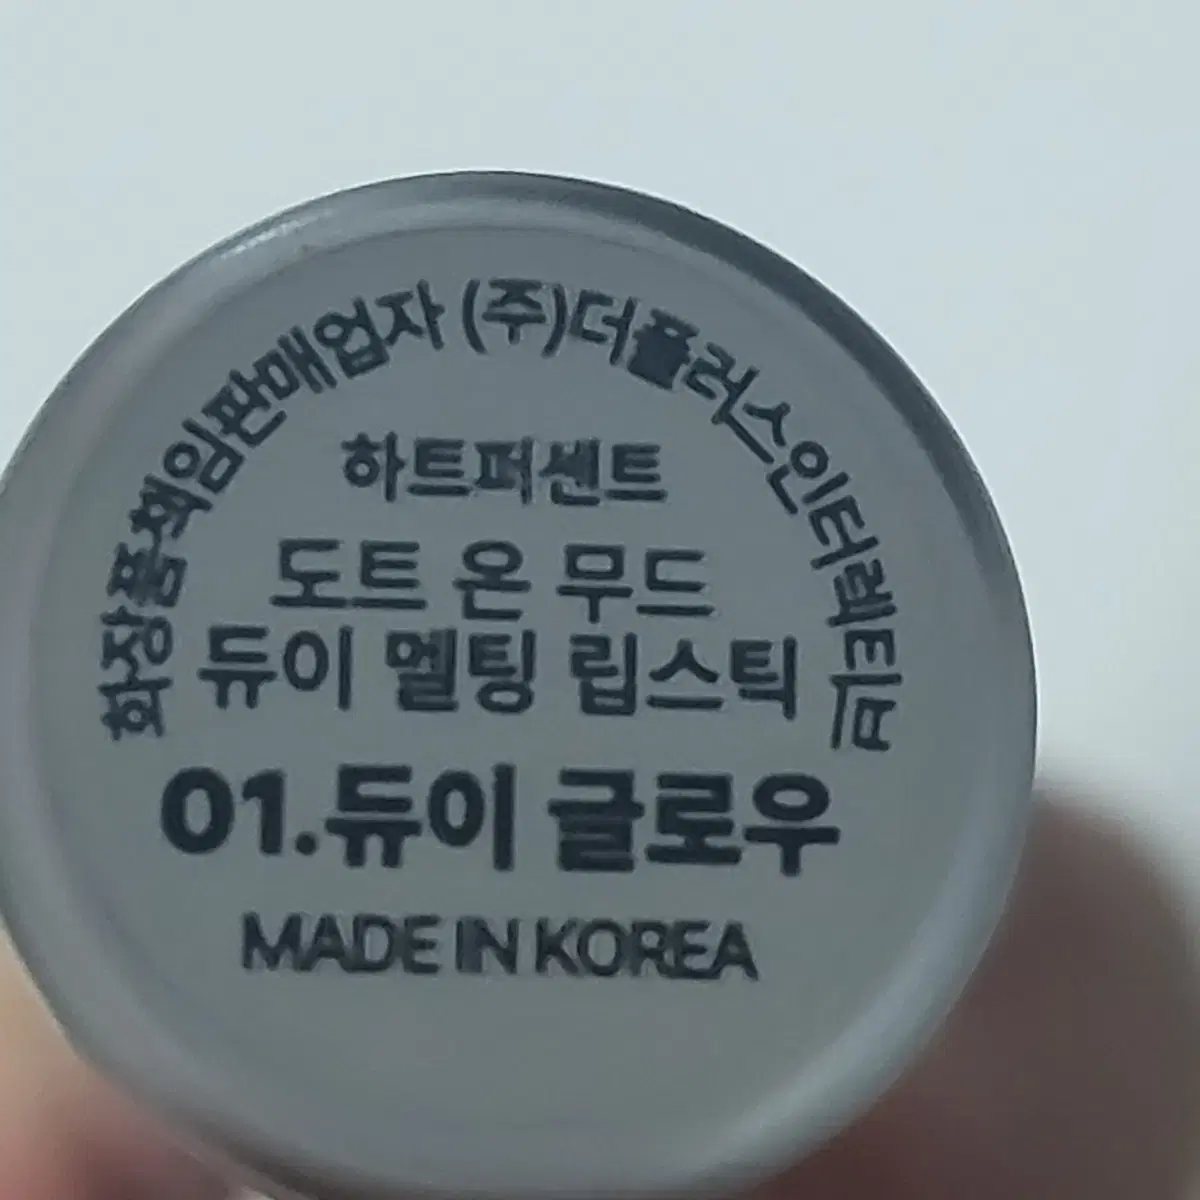 화장품책임판매업자 (주)더플러스인터렉티브
하트퍼센트
도트 온 무드
듀이 멜팅 립스틱
01.듀이 글로우
MADE IN KOREA